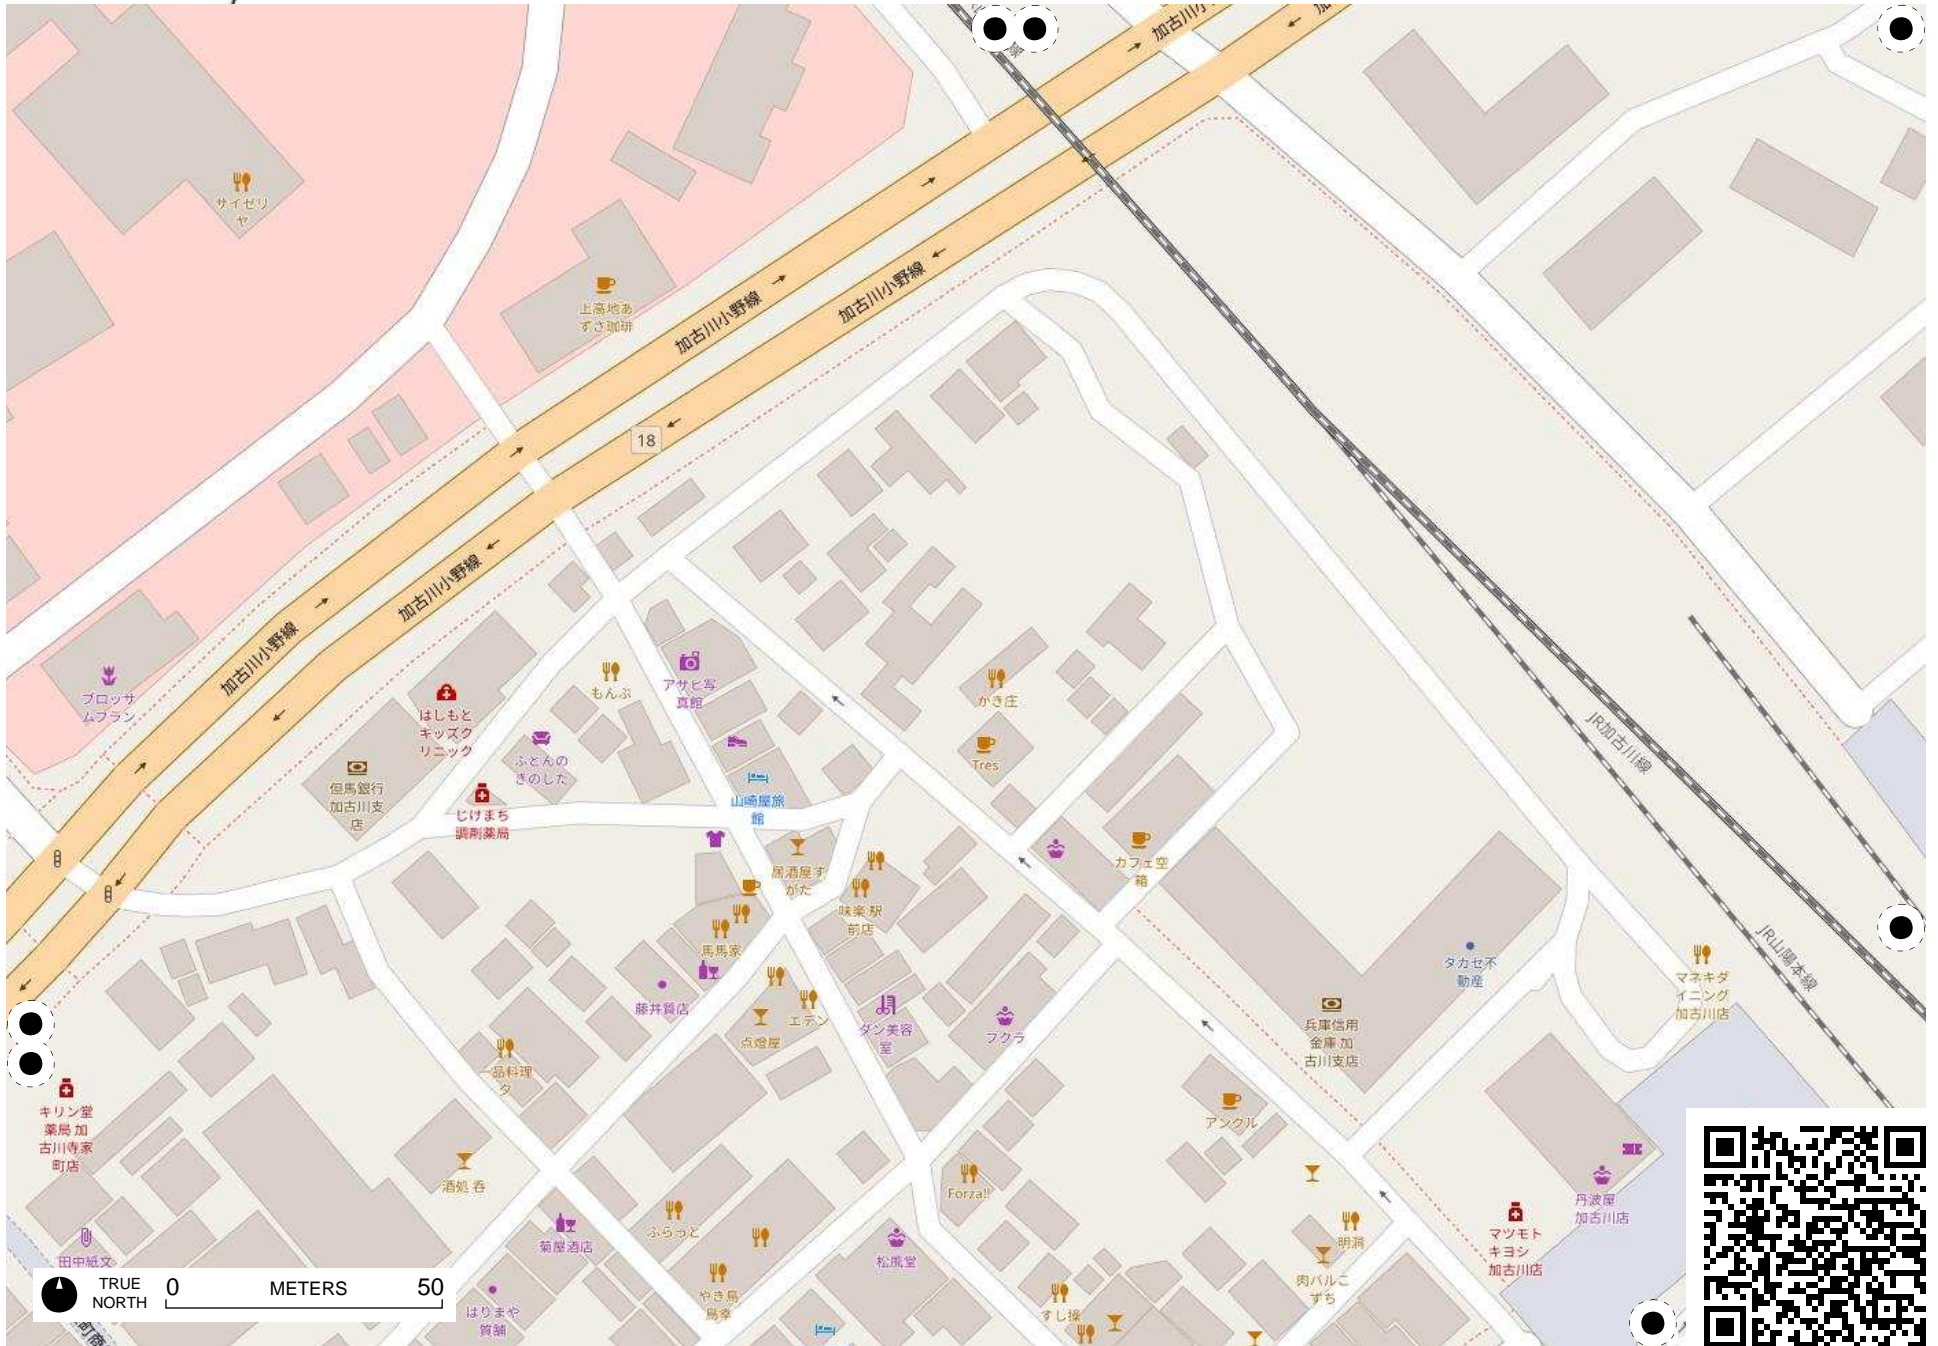 加古川小
サイゼリ
ヤ
上高地あ
ずさ珈琲
加古川小野線
加古川小野線
18
加古川小野線
加古川小野線
ブロッサ
ムフラン
はしもと
キッズク
リニック
もんぶ
アサヒ写
真館
かき庄
Tres
ふとんの
きのした
但馬銀行
加古川支
店
じけまち
調剤薬局
山崎屋旅
館
JR加古川線
居酒屋す
がた
カフェ空
箱
味楽 駅
前店
馬馬家
藤井質店
エデン
点燈屋
ダン美容
室
フクラ
タカセ不
動産
兵庫信用
金庫 加
古川支店
マネキダ
イニング
加古川店
JR山陽本線
一品料理
夕
アングル
キリン堂
薬局 加
古川寺家
町店
酒処 呑
Forza!!
ふらっと
菊屋酒店
松風堂
明洞
肉バルこ
ずち
丹波屋
加古川店
マツモト
キヨシ
加古川店
田中紙文
やき鳥
鳥幸
すし操
はりまや
質舗
TRUE
NORTH
0 METERS 50
町商